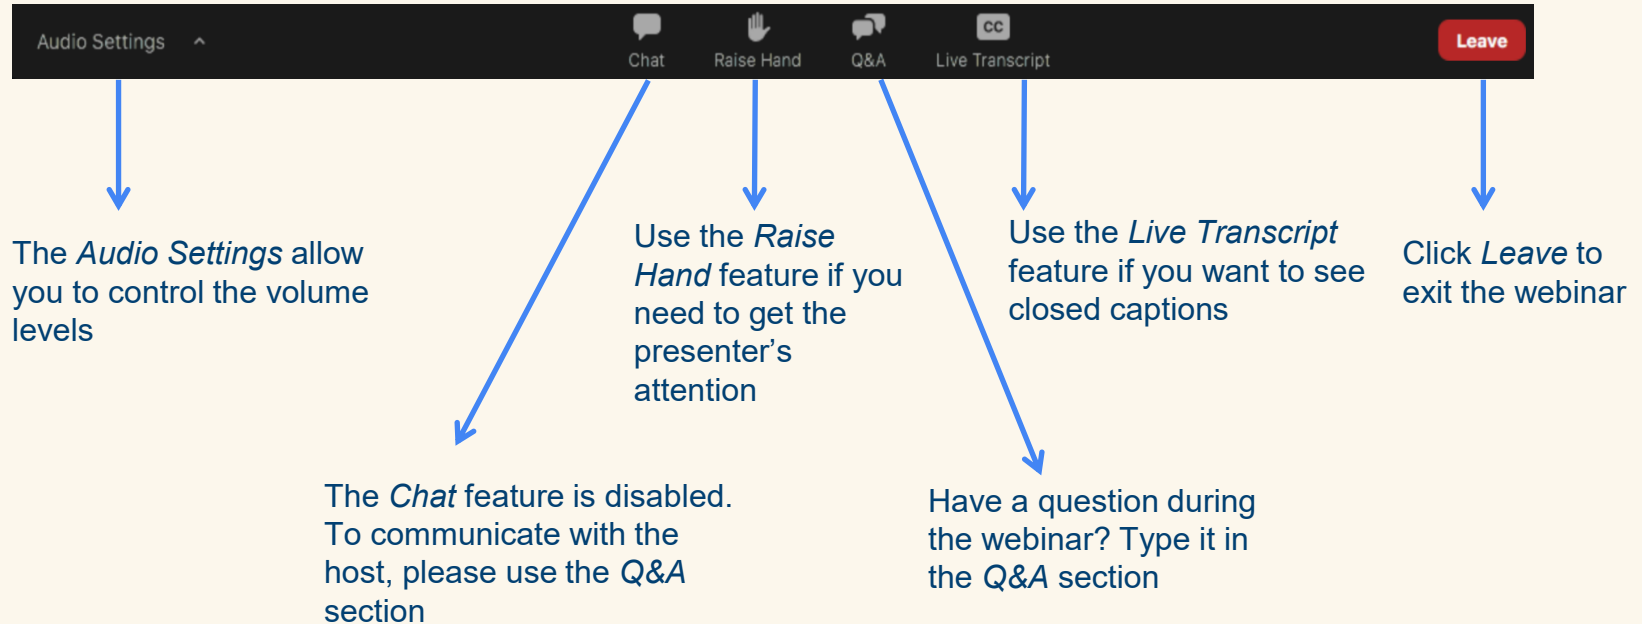 Audio Settings
Chat
Raise Hand
Q&A
CC
Live Transcript
Leave
The Audio Settings allow
you to control the volume
levels
Use the Raise
Hand feature if you
need to get the
presenter’s
attention
Use the Live Transcript
feature if you want to see
closed captions
Click Leave to
exit the webinar
The Chat feature is disabled.
To communicate with the
host, please use the Q&A
section
Have a question during
the webinar? Type it in
the Q&A section